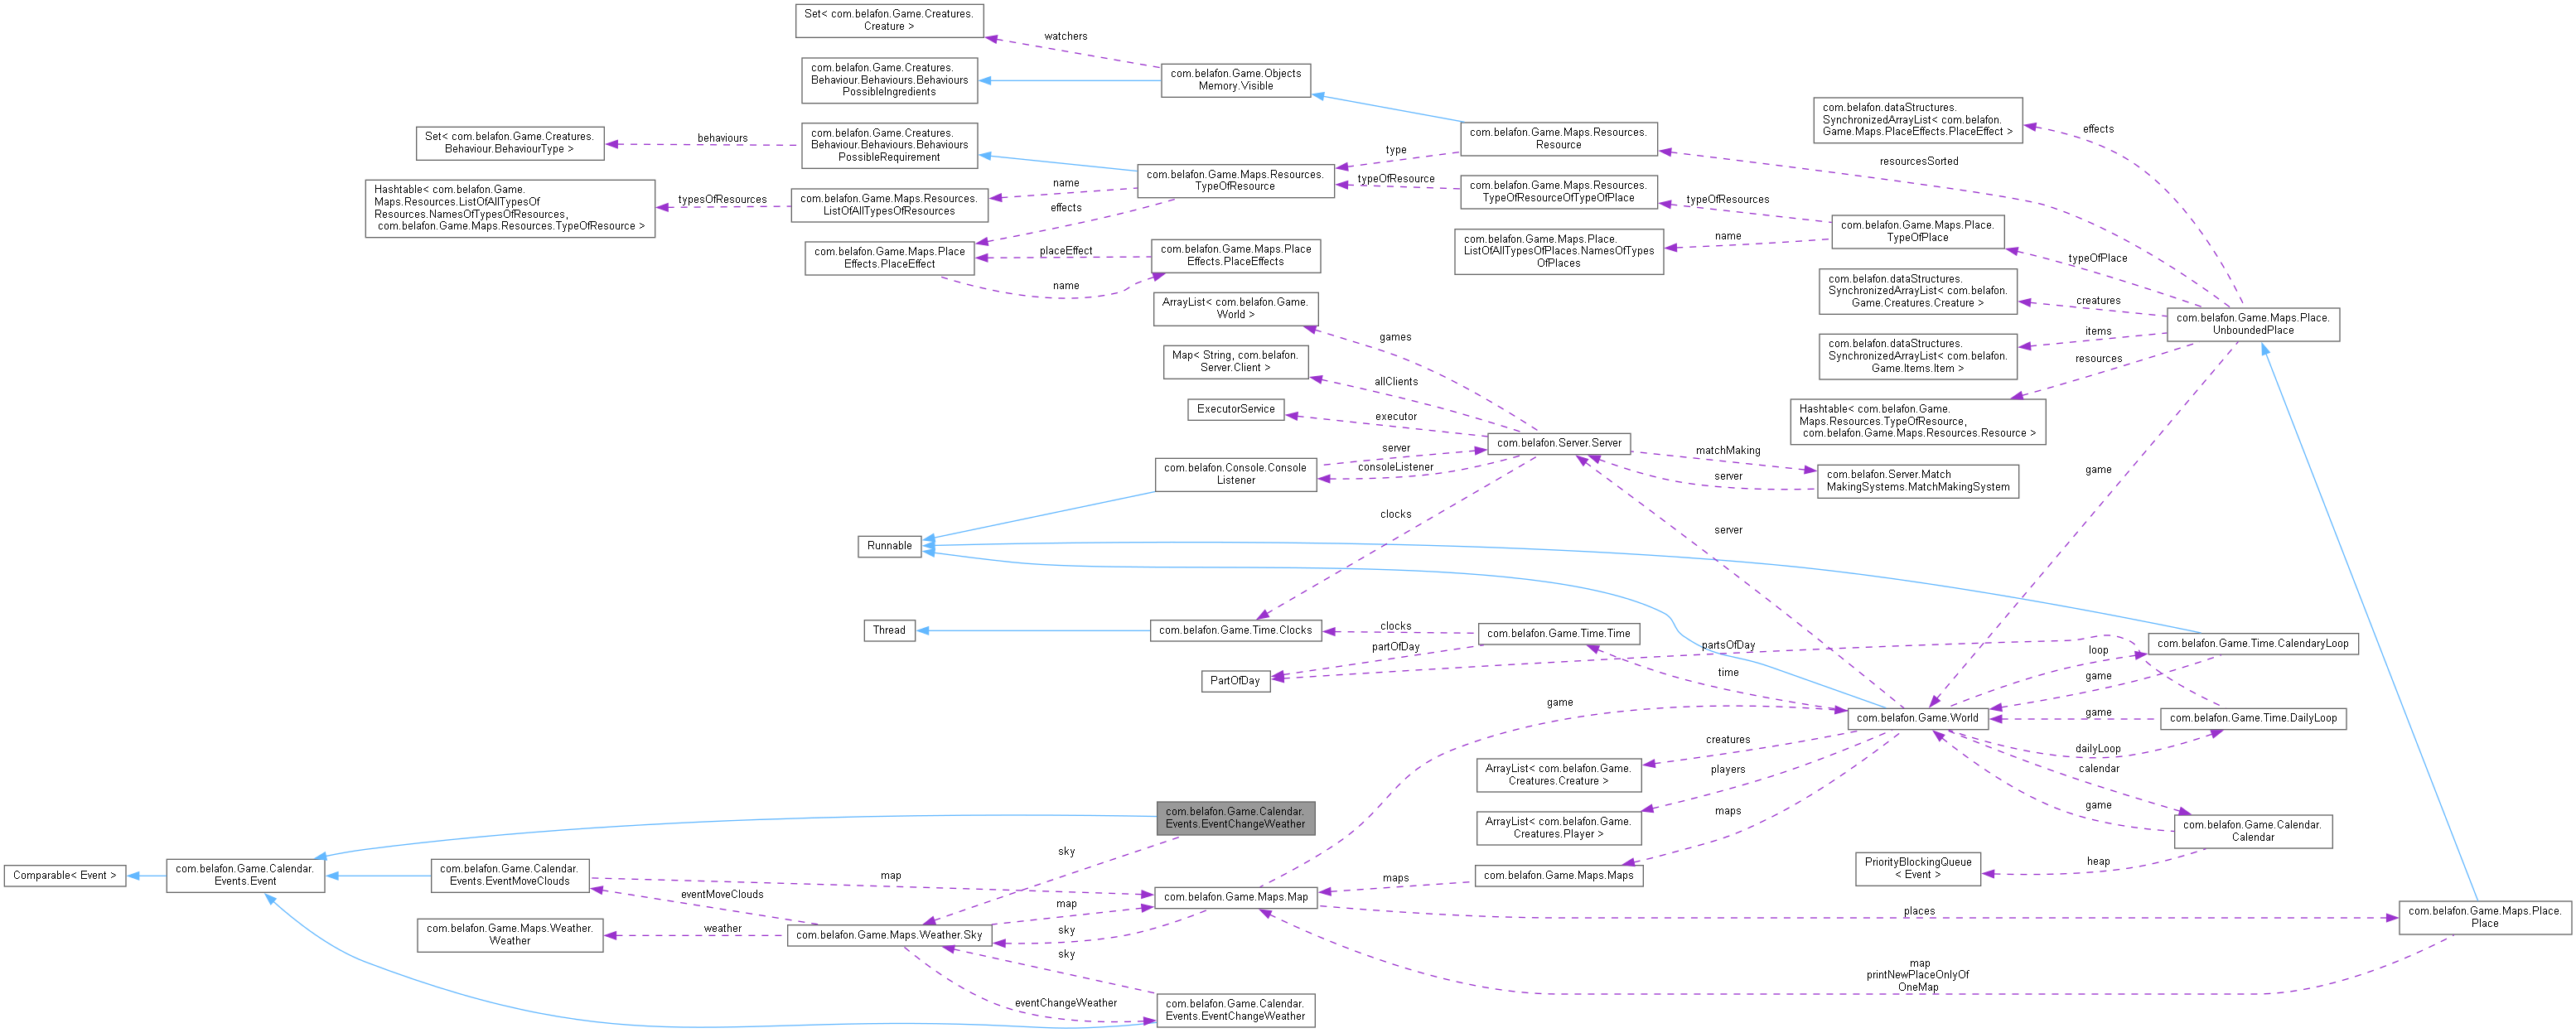 Set< com.belafon.Game.Creatures.
Creature >
watchers
com.belafon.Game.Creatures.
Behaviour.Behaviours.Behaviours
PossibleIngredients
com.belafon.Game.Objects
Memory.Visible
com.belafon.dataStructures.
SynchronizedArrayList< com.belafon.
Game.Maps.PlaceEffects.PlaceEffect >
effects
Set< com.belafon.Game.Creatures.
Behaviour.BehaviourType >
behaviours
com.belafon.Game.Creatures.
Behaviour.Behaviours.Behaviours
PossibleRequirement
com.belafon.Game.Maps.Resources.
Resource
type
resourcesSorted
com.belafon.Game.Maps.Resources.
TypeOfResource
typeOfResource
com.belafon.Game.Maps.Resources.
TypeOfResourceOfTypeOfPlace
typeOfResources
Hashtable< com.belafon.Game.
Maps.Resources.ListOfAllTypesOf
Resources.NamesOfTypesOfResources,
com.belafon.Game.Maps.Resources.TypeOfResource >
typesOfResources
com.belafon.Game.Maps.Resources.
ListOfAllTypesOfResources
name
effects
com.belafon.Game.Maps.Place.
TypeOfPlace
name
com.belafon.Game.Maps.Place.
ListOfAllTypesOfPlaces.NamesOfTypes
OfPlaces
typeOfPlace
com.belafon.Game.Maps.Place
Effects.PlaceEffect
placeEffect
com.belafon.Game.Maps.Place
Effects.PlaceEffects
name
com.belafon.dataStructures.
SynchronizedArrayList< com.belafon.
Game.Creatures.Creature >
creatures
com.belafon.Game.Maps.Place.
UnboundedPlace
ArrayList< com.belafon.Game.
World >
games
com.belafon.dataStructures.
SynchronizedArrayList< com.belafon.
Game.Items.Item >
items
resources
Map< String, com.belafon.
Server.Client >
allClients
Hashtable< com.belafon.Game.
Maps.Resources.TypeOfResource,
com.belafon.Game.Maps.Resources.Resource >
ExecutorService
executor
com.belafon.Server.Server
server
consoleListener
com.belafon.Console.Console
Listener
matchMaking
server
com.belafon.Server.Match
MakingSystems.MatchMakingSystem
game
clocks
server
Runnable
Thread
com.belafon.Game.Time.Clocks
clocks
com.belafon.Game.Time.Time
partOfDay
partsOfDay
PartOfDay
time
loop
game
com.belafon.Game.Time.CalendaryLoop
game
com.belafon.Game.World
game
com.belafon.Game.Time.DailyLoop
dailyLoop
creatures
ArrayList< com.belafon.Game.
Creatures.Creature >
players
calendar
ArrayList< com.belafon.Game.
Creatures.Player >
maps
game
com.belafon.Game.Calendar.
Calendar
com.belafon.Game.Calendar.
Events.EventChangeWeather
sky
heap
PriorityBlockingQueue
< Event >
Comparable< Event >
com.belafon.Game.Calendar.
Events.Event
com.belafon.Game.Calendar.
Events.EventMoveClouds
map
maps
com.belafon.Game.Maps.Maps
eventMoveClouds
com.belafon.Game.Maps.Map
map
sky
places
com.belafon.Game.Maps.Place.
Place
com.belafon.Game.Maps.Weather.
Weather
weather
com.belafon.Game.Maps.Weather.Sky
sky
map
printNewPlaceOnlyOf
OneMap
eventChangeWeather
com.belafon.Game.Calendar.
Events.EventChangeWeather